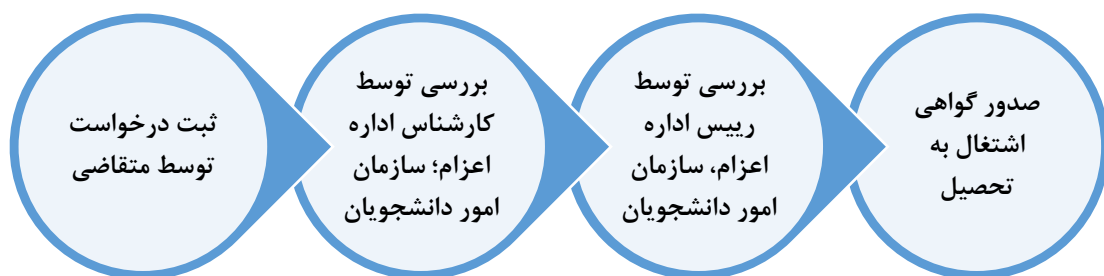 ثبت درخواست
توسط متقاضی
بررسی توسط
کارشناس اداره
اعزام؛ سازمان
امور دانشجویان
بررسی توسط
رییس اداره
اعزام، سازمان
امور دانشجویان
صدور گواهی
اشتغال به
تحصیل